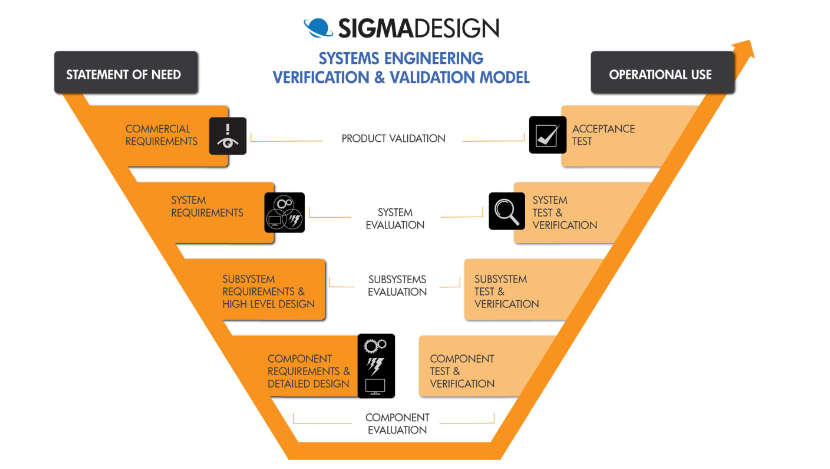 SIGMADESIGN
SYSTEMS ENGINEERING
VERIFICATION & VALIDATION MODEL
STATEMENT OF NEED
OPERATIONAL USE
COMMERCIAL
REQUIREMENTS
PRODUCT VALIDATION
ACCEPTANCE
TEST
SYSTEM
REQUIREMENTS
SYSTEM
EVALUATION
SYSTEM
TEST &
VERIFICATION
SUBSYSTEM
REQUIREMENTS &
HIGH LEVEL DESIGN
SUBSYSTEMS
EVALUATION
SUBSYSTEM
TEST &
VERIFICATION
COMPONENT
REQUIREMENTS &
DETAILED DESIGN
COMPONENT
TEST &
VERIFICATION
COMPONENT
EVALUATION